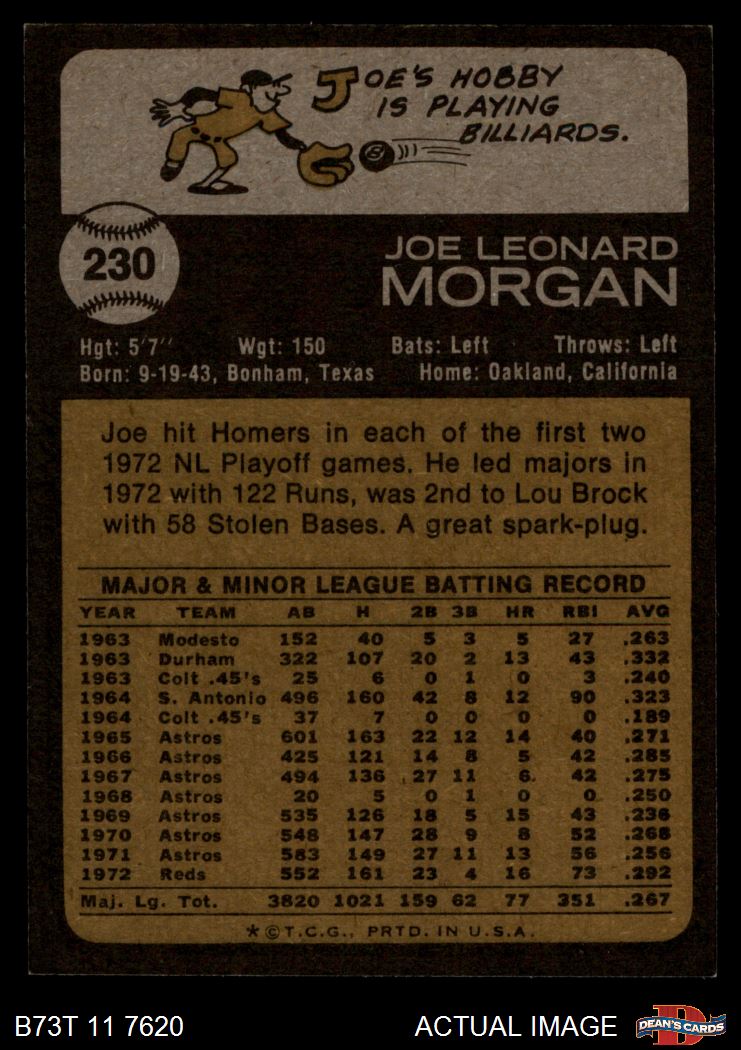 JOE'S HOBBY
IS PLAYING
BILLIARDS.
8
230
JOE LEONARD
MORGAN
Hgt: 5'7" Wgt: 150 Bats: Left Throws: Left
Born: 9-19-43, Bonham, Texas Home: Oakland, California
Joe hit Homers in each of the first two
1972 NL Playoff games. He led majors in
1972 with 122 Runs, was 2nd to Lou Brock
with 58 Stolen Bases. A great spark-plug.
MAJOR & MINOR LEAGUE BATTING RECORD
YEAR TEAM AB H 2B 3B HR RBI AVG
1963 Modesto 152 40 5 3 5 27 .263
1963 Durham 322 107 20 2 13 43 .332
1963 Colt .45's 25 6 0 1 0 3 .240
1964 S. Antonio 496 160 42 8 12 90 .323
1964 Colt .45's 37 7 0 0 0 0 .189
1965 Astros 601 163 22 12 14 40 .271
1966 Astros 425 121 14 8 5 42 .285
1967 Astros 494 136 27 11 6 42 .275
1968 Astros 20 5 0 1 0 0 .250
1969 Astros 535 126 18 5 15 43 .236
1970 Astros 548 147 28 9 8 52 .268
1971 Astros 583 149 27 11 13 56 .256
1972 Reds 552 161 23 4 16 73 .292
Maj. Lg. Tot. 3820 1021 159 62 77 351 .267
*©T.C.G., PRTD. IN U.S.A.
B73T 11 7620 ACTUAL IMAGE DEAN'S CARDS